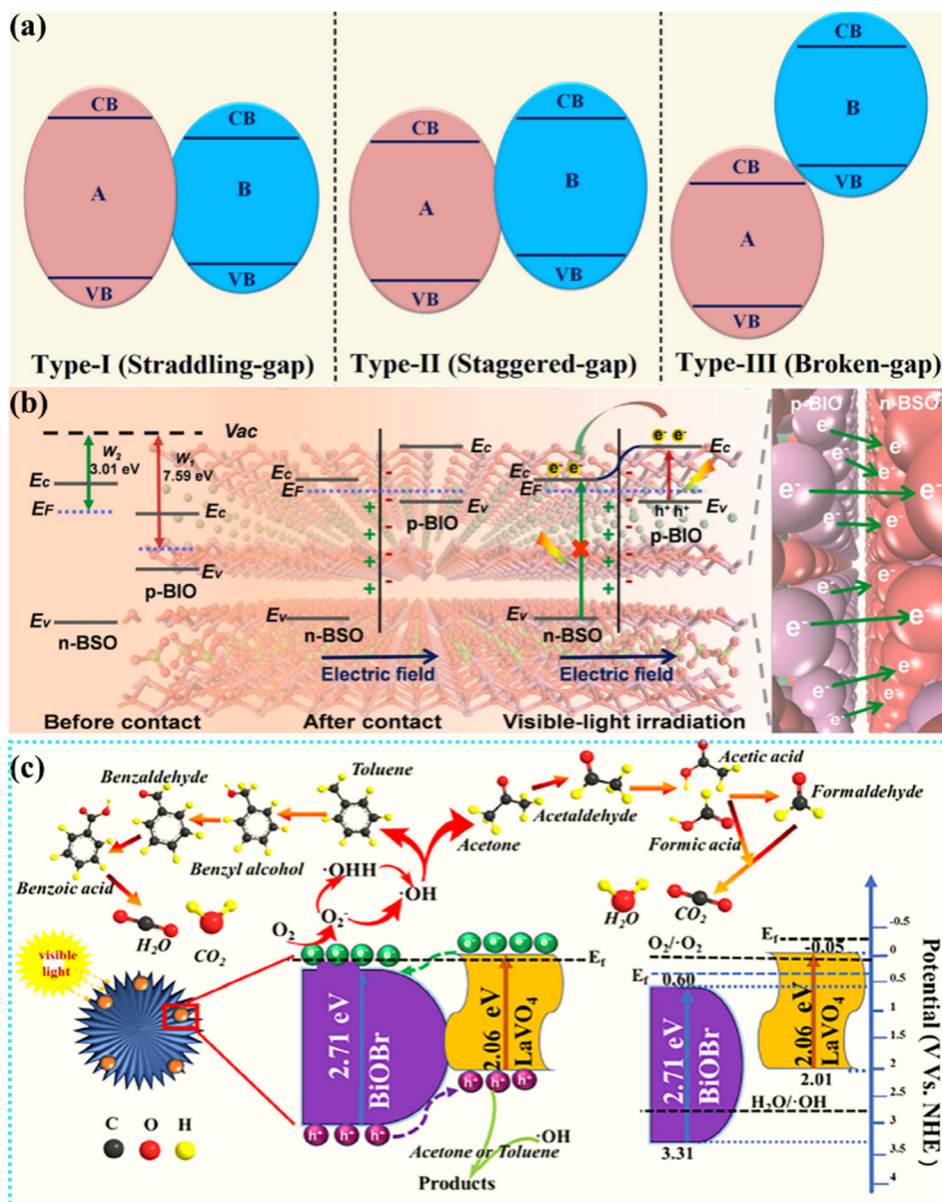 (a)
CB
CB
A
B
VB
VB
Type-I (Straddling-gap)
CB
CB
A
B
VB
VB
Type-II (Staggered-gap)
CB
B
CB
VB
A
VB
Type-III (Broken-gap)
(b)
Vac
W2
3.01 eV
W1
7.59 eV
Ec
EF
Ec
Ev
p-BIO
Ev
n-BSO
Before contact
Ec
EF
Ec
Ev
p-BIO
- - - -
+ + + +
Ev
n-BSO
Electric field
After contact
e- e-
e- e-
Ec
Ec
EF
Ev
h+ h+
p-BIO
- - - -
+ + + +
Ev
n-BSO
Electric field
Visible-light irradiation
p-BIO n-BSO
e-
e-
e-
e-
e-
e-
e-
e-
e-
e-
(c)
Benzaldehyde
Toluene
Benzyl alcohol
Benzoic acid
H2O
CO2
Acetone
Acetaldehyde
Acetic acid
Formaldehyde
Formic acid
H2O
CO2
·OHH
·OH
O2
O2-
visible
light
C O H
e- e- e- e-
e- e- e- e-
Ef
2.71 eV
BiOBr
2.06 eV
LaVO4
h+ h+ h+
h+ h+ h+
Acetone or Toluene
·OH
Products
Ef
-0.05
O2/·O2
Ef
0.60
2.71 eV
BiOBr
2.06 eV
LaVO4
2.01
H2O/·OH
3.31
-0.5
0
0.5
1
1.5
2
2.5
3
3.5
4
Potential (V Vs. NHE)